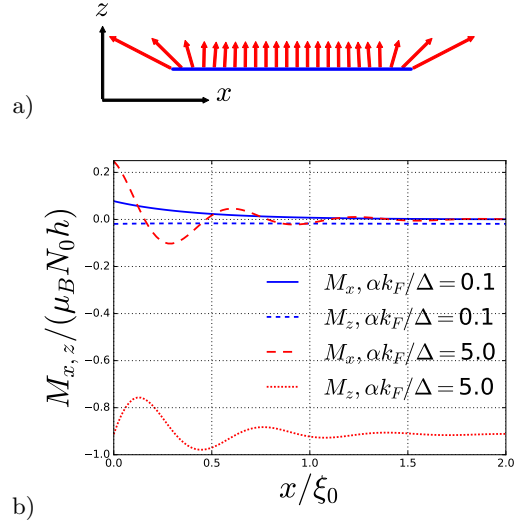 z
x
a)
0.2
0.0
−0.2
−0.4
−0.6
−0.8
−1.0
M_{x,z}/(μ_B N_0 h)
M_x, αk_F/Δ = 0.1
M_z, αk_F/Δ = 0.1
M_x, αk_F/Δ = 5.0
M_z, αk_F/Δ = 5.0
0.0 0.5 1.0 1.5 2.0
x/ξ_0
b)